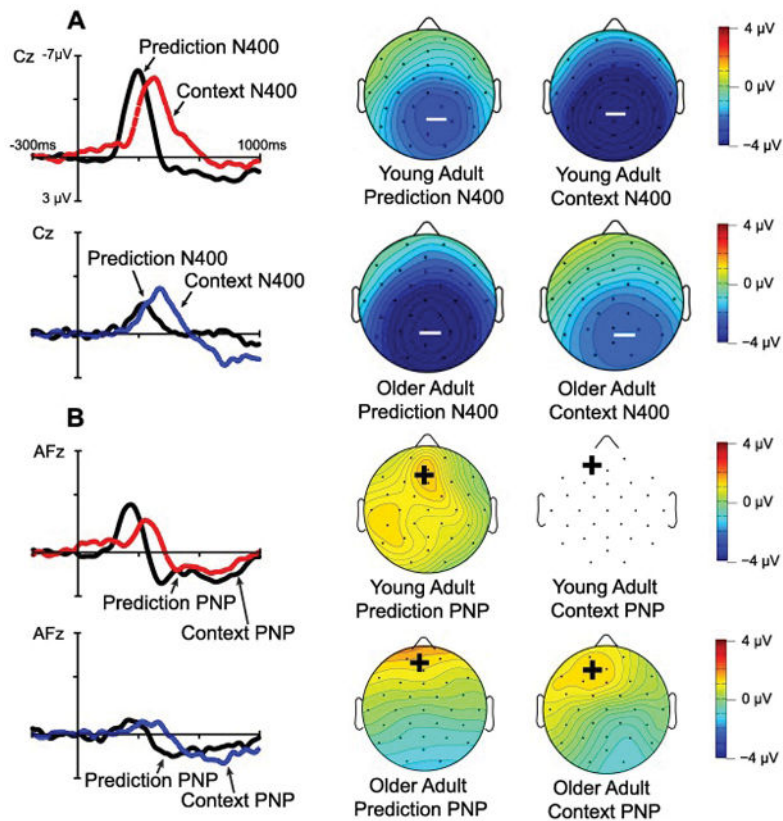 A
Cz
-7µV
Prediction N400
Context N400
-300ms
1000ms
3 µV
Young Adult
Prediction N400
Young Adult
Context N400
4 µV
0 µV
−4 µV
Cz
Prediction N400
Context N400
Older Adult
Prediction N400
Older Adult
Context N400
4 µV
0 µV
−4 µV
B
AFz
Prediction PNP
Context PNP
Young Adult
Prediction PNP
Young Adult
Context PNP
4 µV
0 µV
−4 µV
AFz
Prediction PNP
Context PNP
Older Adult
Prediction PNP
Older Adult
Context PNP
4 µV
0 µV
−4 µV